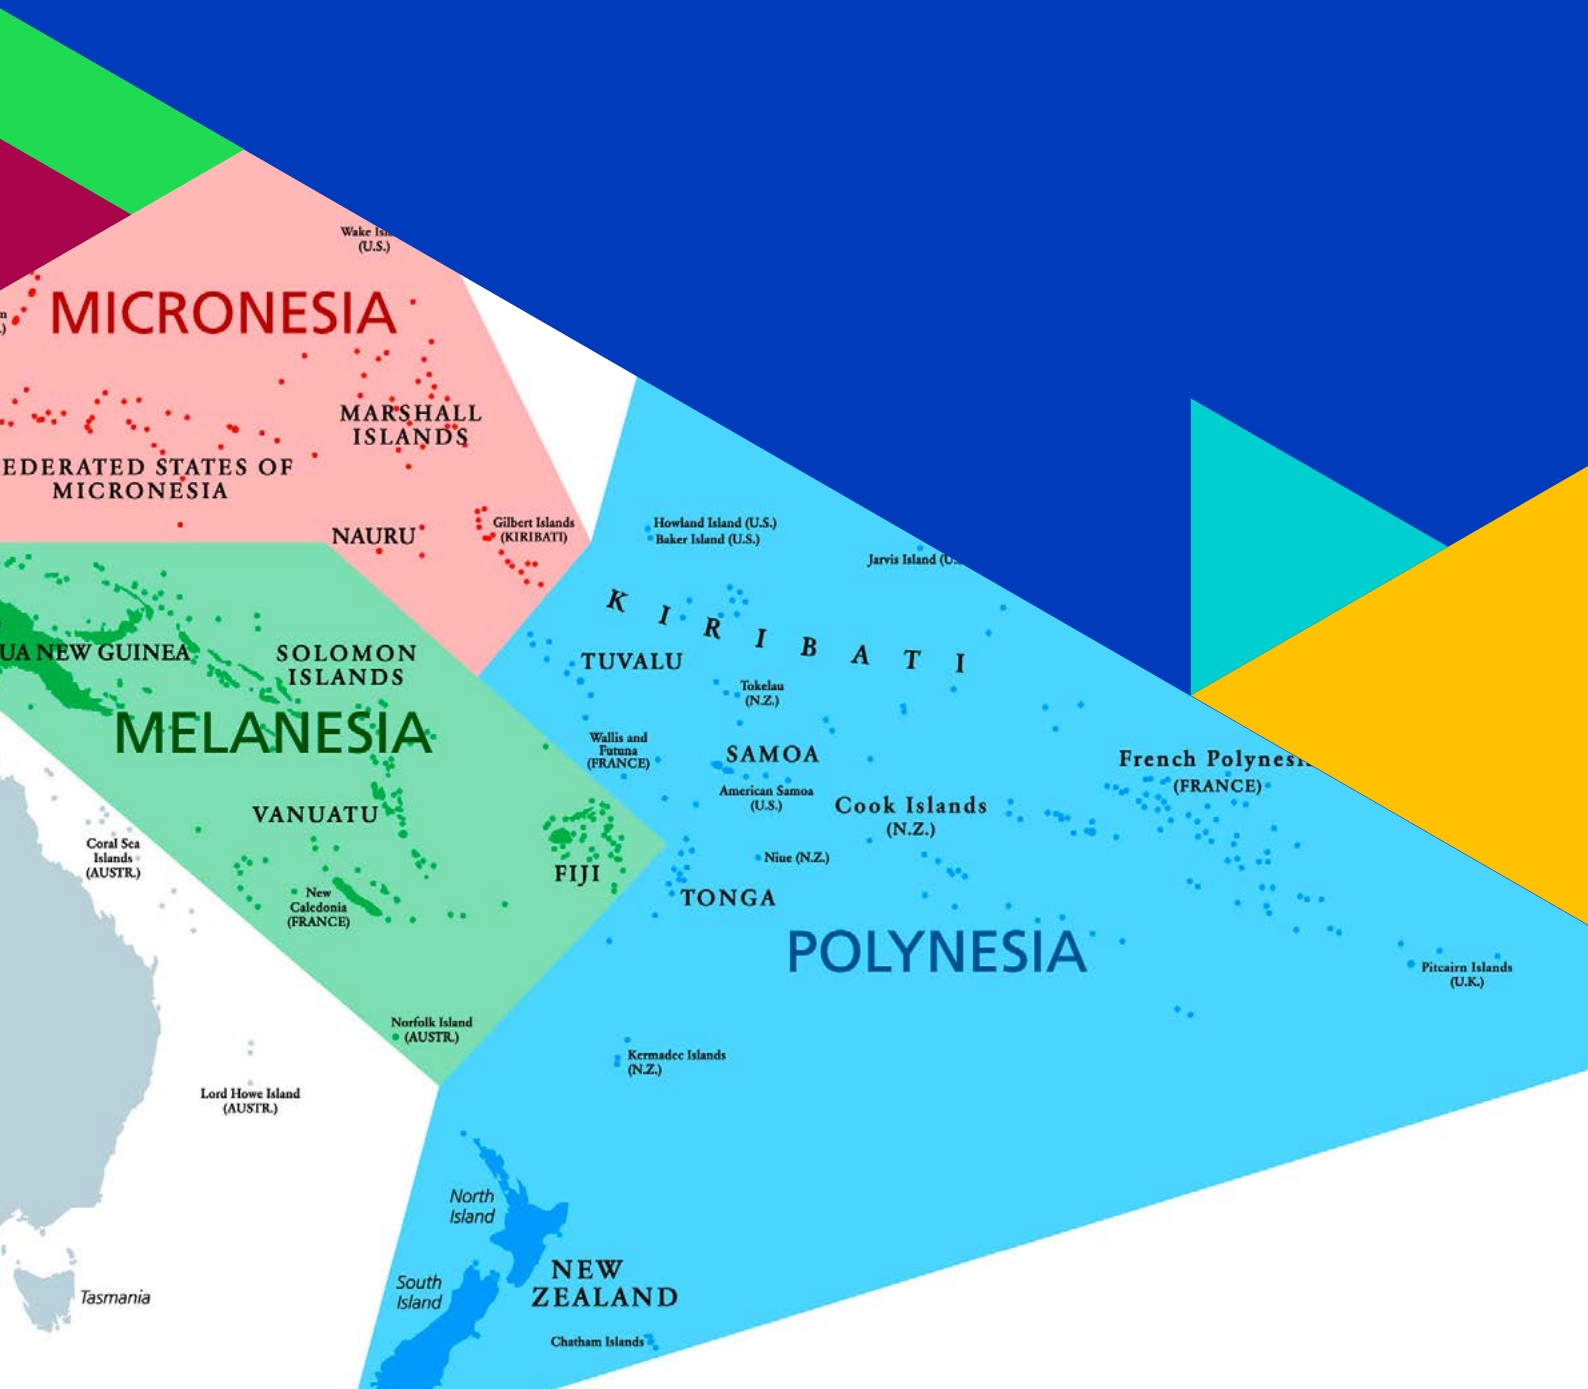 Wake Is
(U.S.)
MICRONESIA
MARSHALL
ISLANDS
EDERATED STATES OF
MICRONESIA
NAURU
Gilbert Islands
(KIRIBATI)
Howland Island (U.S.)
Baker Island (U.S.)
Jarvis Island (U.
KIRIBATI
UA NEW GUINEA
SOLOMON
ISLANDS
TUVALU
Tokelau
(N.Z.)
MELANESIA
Wallis and
Futuna
(FRANCE)
SAMOA
American Samoa
(U.S.)
French Polynesi
(FRANCE)
VANUATU
Cook Islands
(N.Z.)
Coral Sea
Islands
(AUSTR.)
FIJI
Niue (N.Z.)
New
Caledonia
(FRANCE)
TONGA
POLYNESIA
Pitcairn Islands
(U.K.)
Norfolk Island
(AUSTR.)
Kermadec Islands
(N.Z.)
Lord Howe Island
(AUSTR.)
North
Island
South
Island
NEW
ZEALAND
Tasmania
Chatham Islands